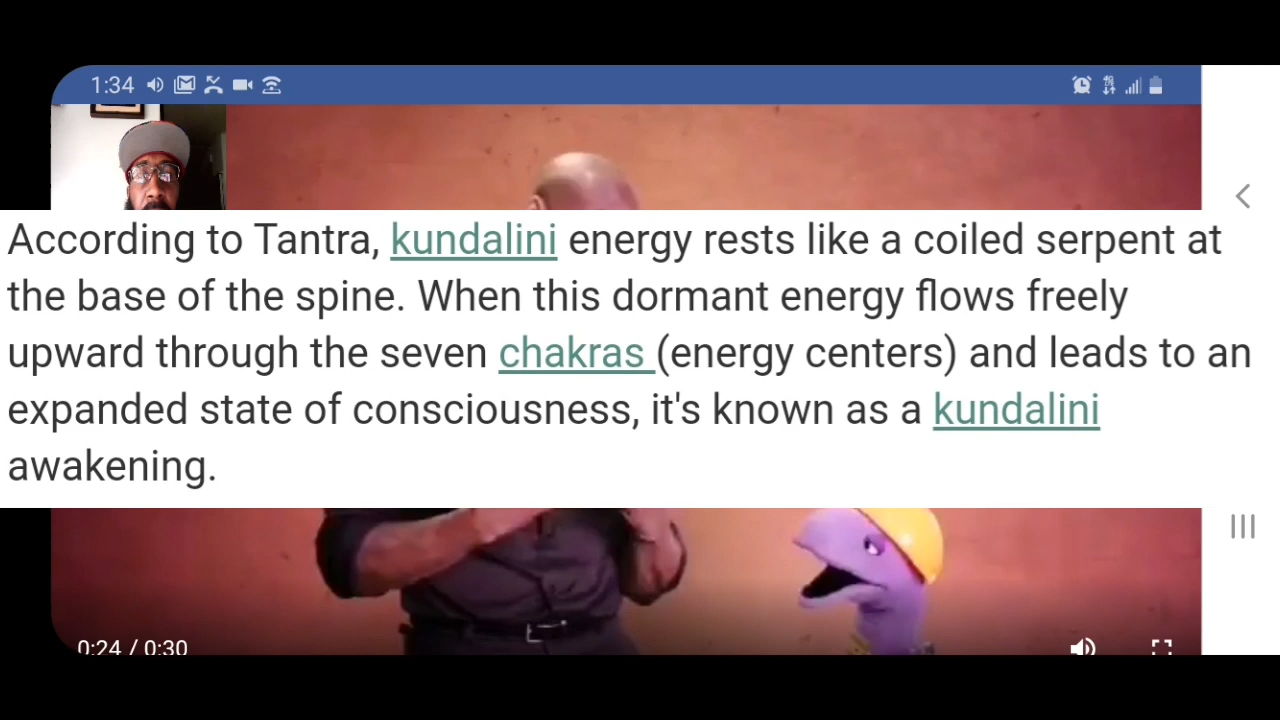 1:34
According to Tantra, kundalini energy rests like a coiled serpent at
the base of the spine. When this dormant energy flows freely
upward through the seven chakras (energy centers) and leads to an
expanded state of consciousness, it's known as a kundalini
awakening.
0:24 / 0:30